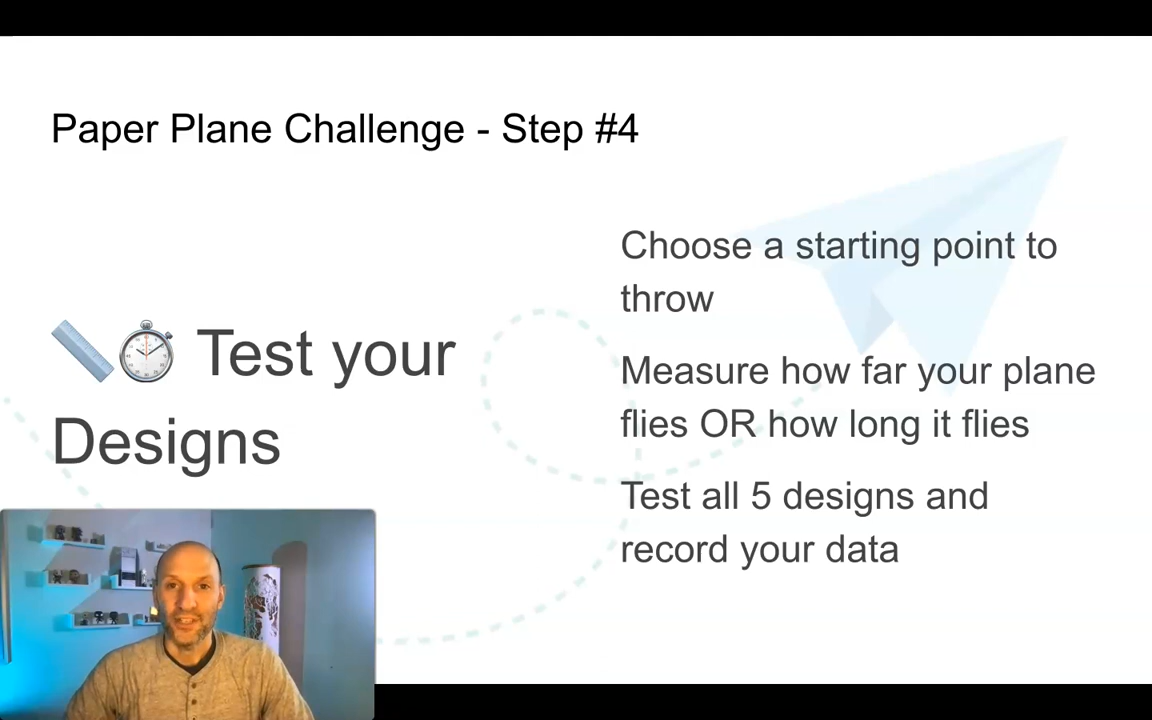 Paper Plane Challenge - Step #4
📏⏱️ Test your
Designs
Choose a starting point to
throw
Measure how far your plane
flies OR how long it flies
Test all 5 designs and
record your data